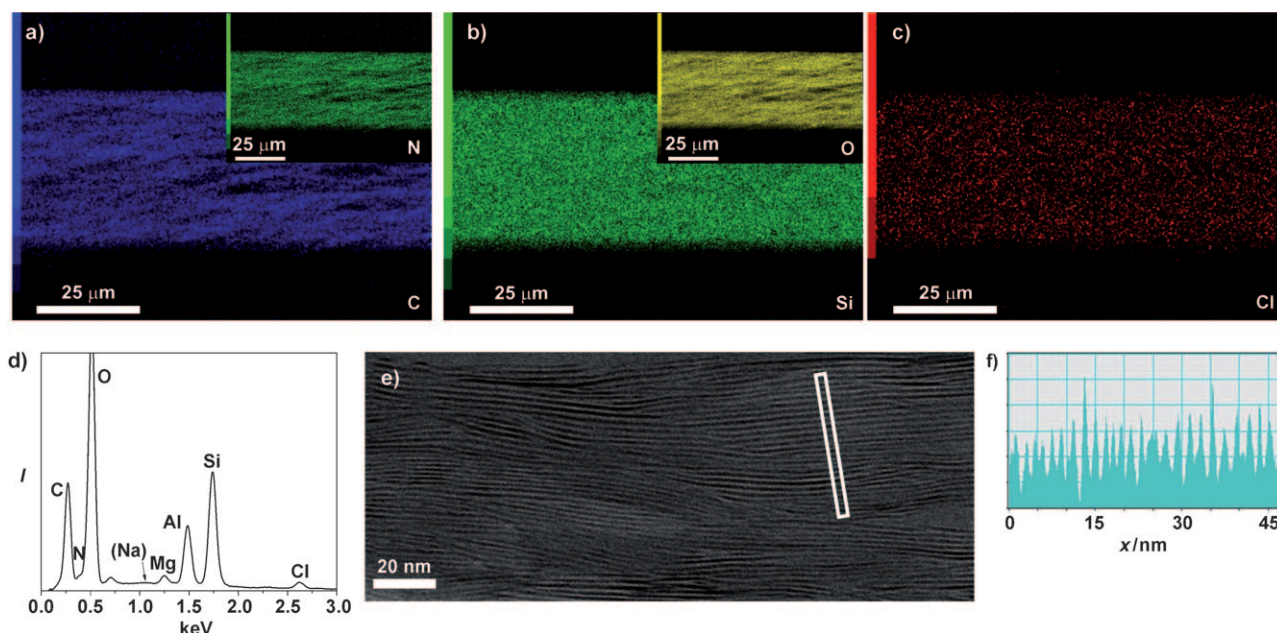 a)
25 μm
N
25 μm
C
b)
25 μm
O
25 μm
Si
c)
25 μm
Cl
d)
I
C
N
O
(Na)
Mg
Al
Si
Cl
0.0 0.5 1.0 1.5 2.0 2.5 3.0
keV
e)
20 nm
f)
0 15 30 45
x/nm